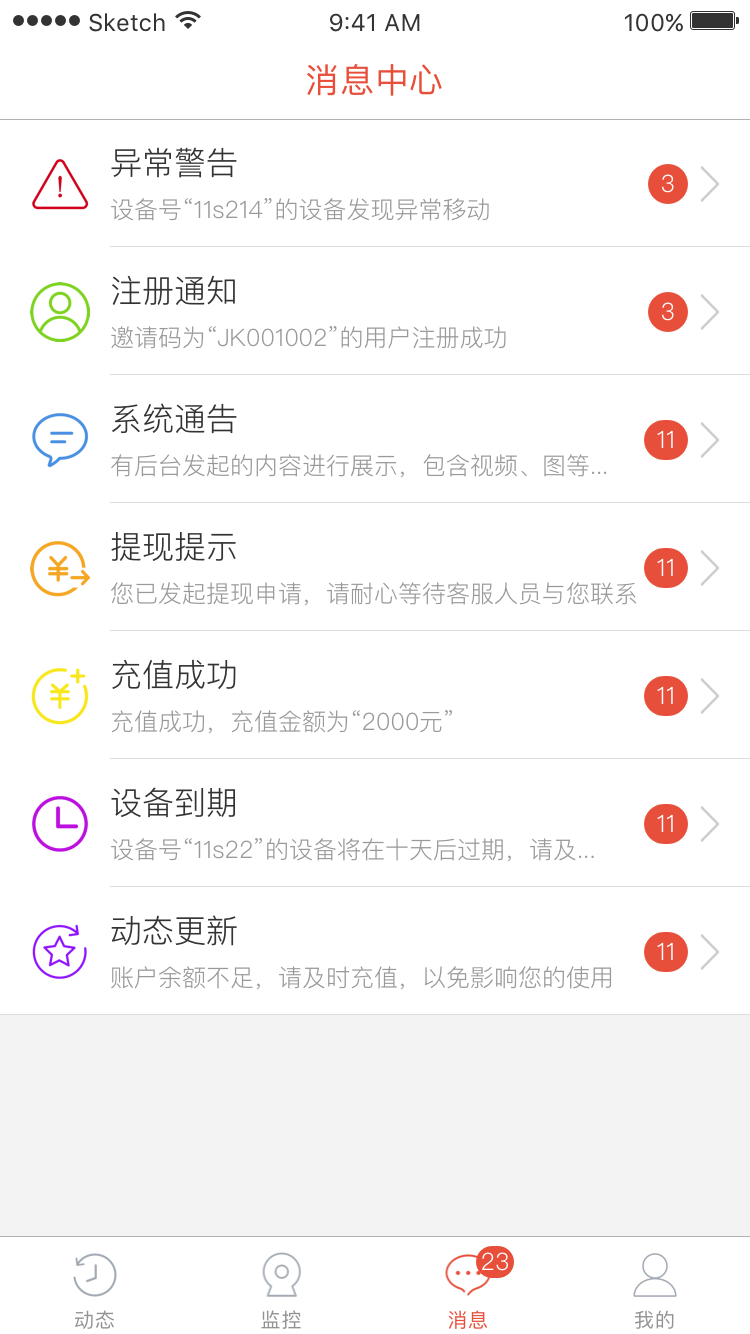 Sketch 9:41 AM 100%
消息中心
异常警告
设备号“11s214”的设备发现异常移动
3
注册通知
邀请码为“JK001002”的用户注册成功
3
系统通告
有后台发起的内容进行展示，包含视频、图等...
11
提现提示
您已发起提现申请，请耐心等待客服人员与您联系
11
充值成功
充值成功，充值金额为“2000元”
11
设备到期
设备号“11s22”的设备将在十天后过期，请及...
11
动态更新
账户余额不足，请及时充值，以免影响您的使用
11
23
动态 监控 消息 我的